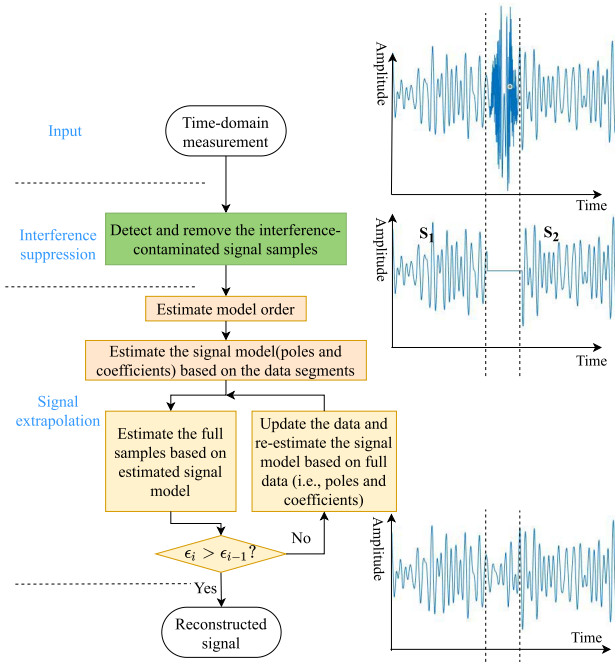 Input
Time-domain
measurement
Interference
suppression
Detect and remove the interference-
contaminated signal samples
Estimate model order
Estimate the signal model(poles and
coefficients) based on the data segments
Signal
extrapolation
Estimate the full
samples based on
estimated signal
model
Update the data and
re-estimate the signal
model based on full
data (i.e., poles and
coefficients)
ϵᵢ > ϵᵢ₋₁?
No
Yes
Reconstructed
signal
Amplitude
Time
S₁
S₂
Amplitude
Time
Amplitude
Time